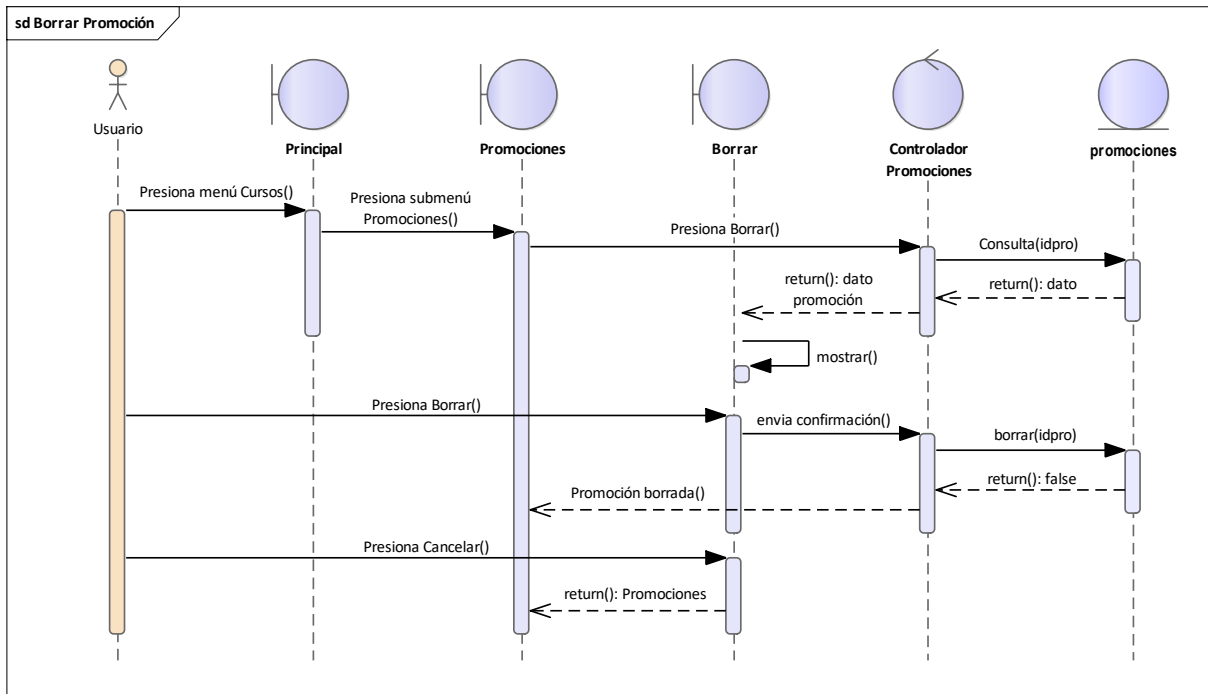 sd Borrar Promoción
Usuario
Principal
Promociones
Borrar
Controlador
Promociones
promociones
Presiona menú Cursos()
Presiona submenú
Promociones()
Presiona Borrar()
Consulta(idpro)
return(): dato
return(): dato
promoción
mostrar()
Presiona Borrar()
envia confirmación()
borrar(idpro)
return(): false
Promoción borrada()
Presiona Cancelar()
return(): Promociones